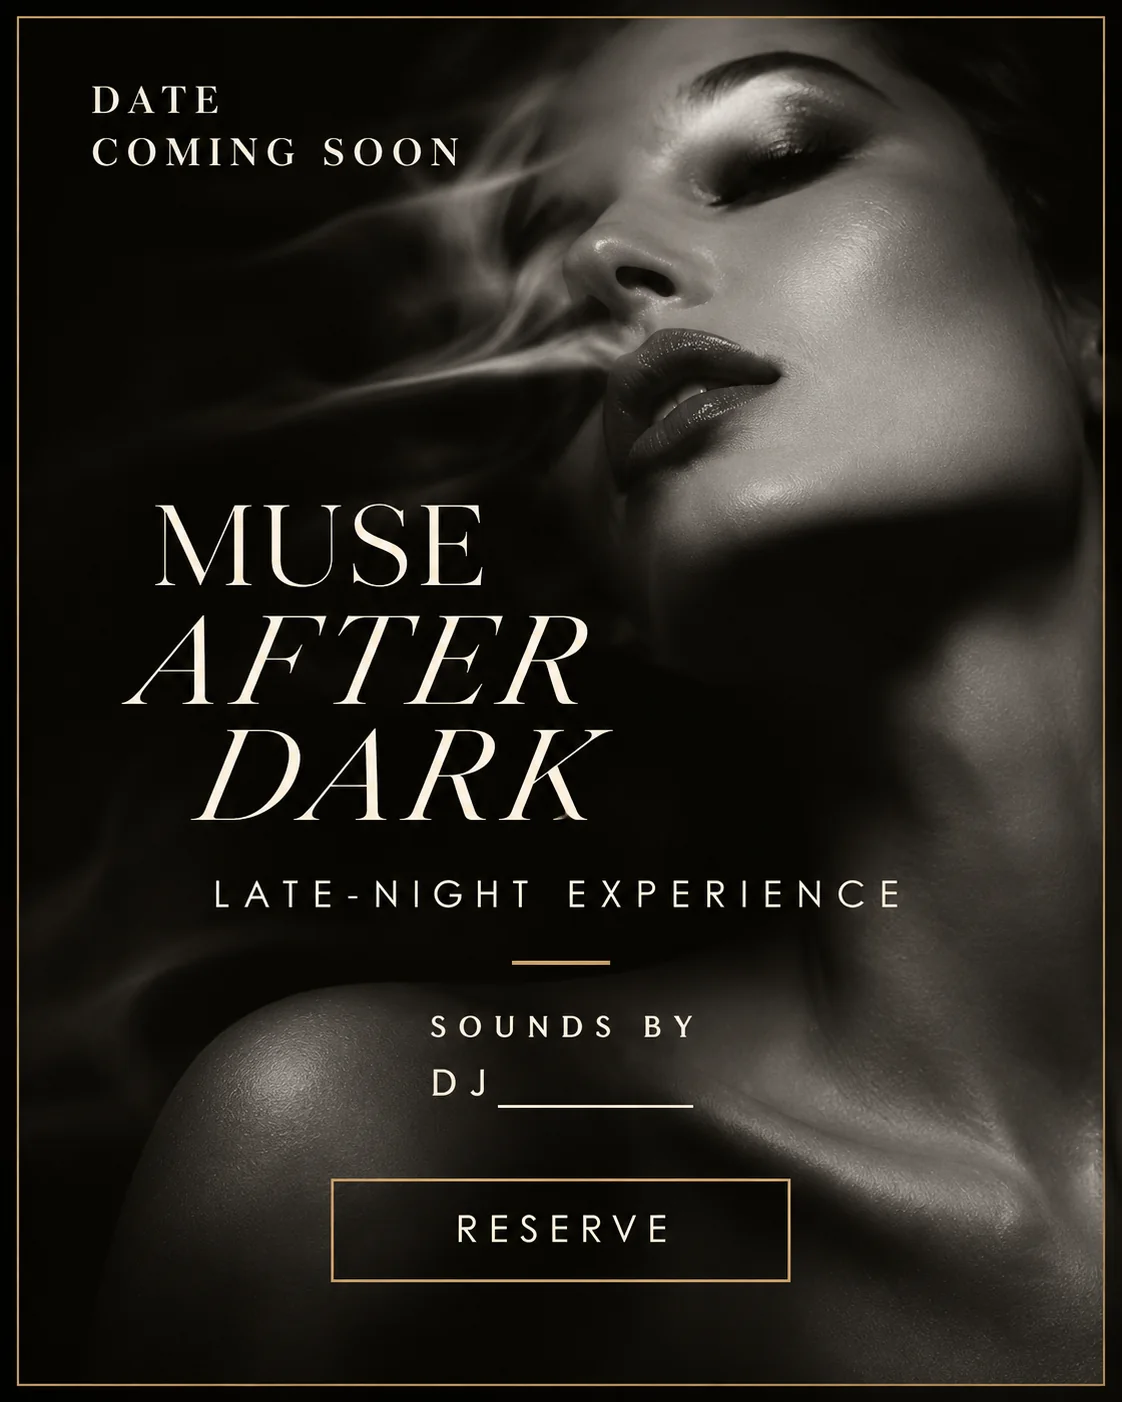 DATE
COMING SOON
MUSE
AFTER
DARK
LATE-NIGHT EXPERIENCE
SOUNDS BY
DJ
RESERVE